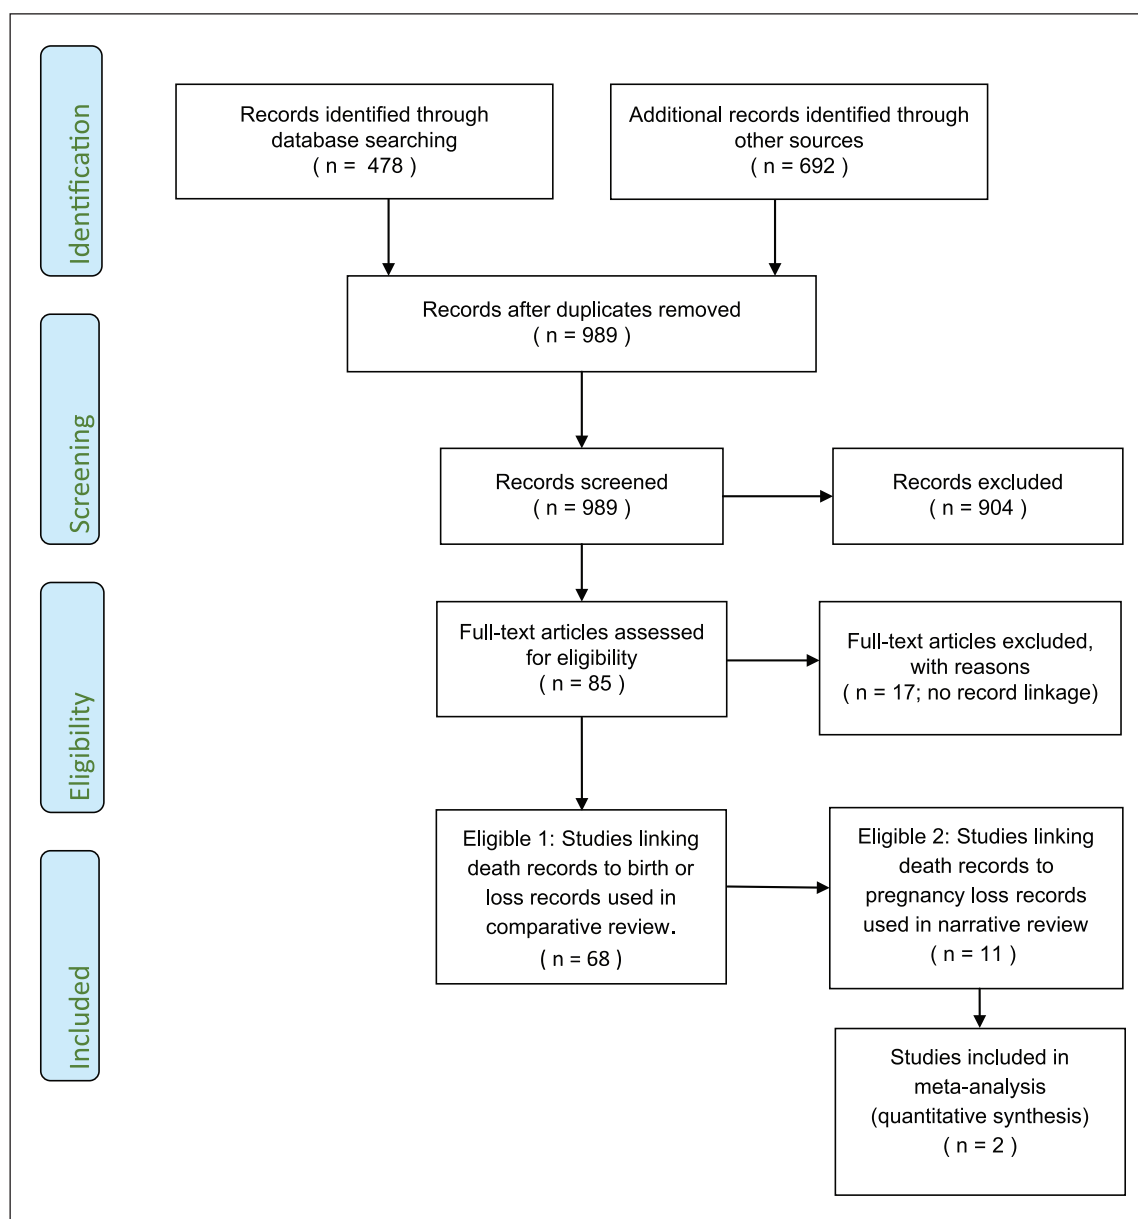 Identification
Records identified through
database searching
( n = 478 )
Additional records identified through
other sources
( n = 692 )
Records after duplicates removed
( n = 989 )
Screening
Records screened
( n = 989 )
Records excluded
( n = 904 )
Eligibility
Full-text articles assessed
for eligibility
( n = 85 )
Full-text articles excluded,
with reasons
( n = 17; no record linkage)
Included
Eligible 1: Studies linking
death records to birth or
loss records used in
comparative review.
( n = 68 )
Eligible 2: Studies linking
death records to
pregnancy loss records
used in narrative review
( n = 11 )
Studies included in
meta-analysis
(quantitative synthesis)
( n = 2 )